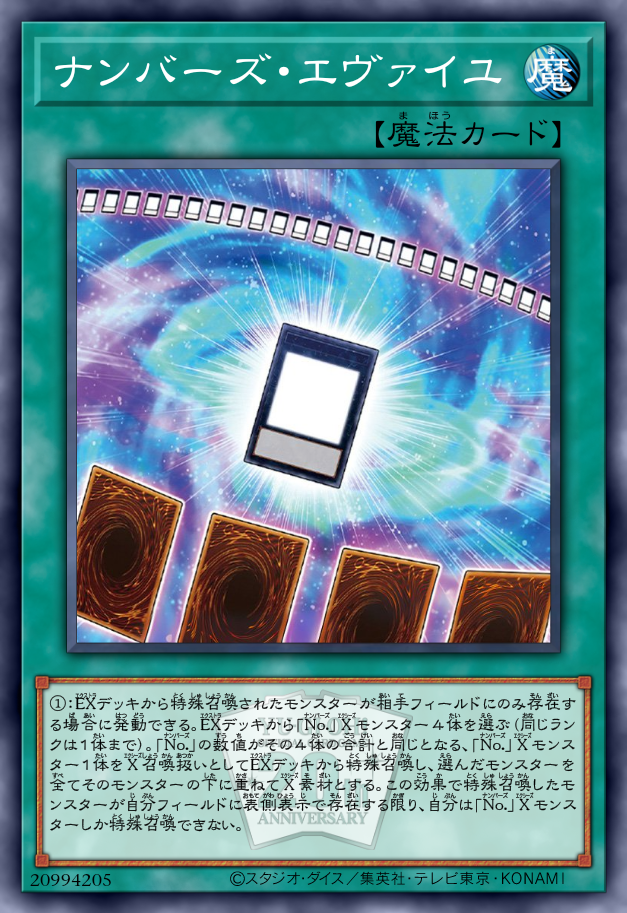 ナンバーズ・エヴァイユ 魔
【魔法カード】
①：EXデッキから特殊召喚されたモンスターが相手フィールドにのみ存在す
る場合に発動できる。EXデッキから「No.」Xモンスター４体を選ぶ（同じラン
クは１体まで）。「No.」の数値がその４体の合計と同じとなる、「No.」Xモンス
ター１体をX召喚扱いとしてEXデッキから特殊召喚し、選んだモンスターを
全てそのモンスターの下に重ねてX素材とする。この効果で特殊召喚したモ
ンスターが自分フィールドに表側表示で存在する限り、自分は「No.」Xモンス
ターしか特殊召喚できない。
ANNIVERSARY
20994205 ©スタジオ・ダイス／集英社・テレビ東京・KONAMI